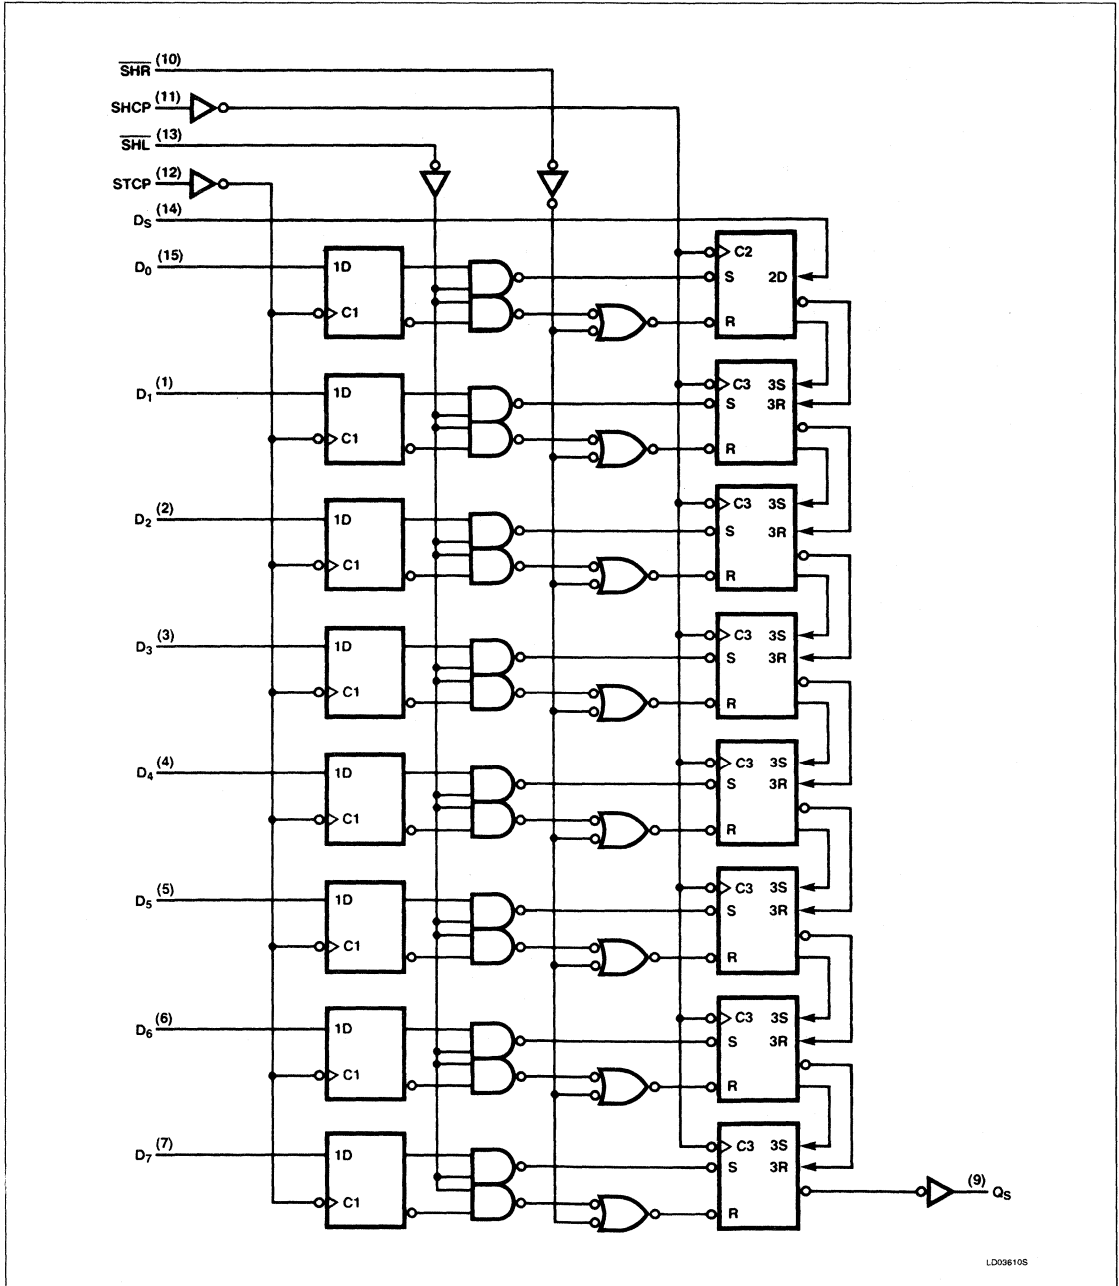 SHR (10)
SHCP (11)
SHL (13)
STCP (12)
DS (14)
D0 (15)
1D
C1
C2
S 2D
R
D1 (1)
1D
C1
C3 3S
S 3R
R
D2 (2)
1D
C1
C3 3S
S 3R
R
D3 (3)
1D
C1
C3 3S
S 3R
R
D4 (4)
1D
C1
C3 3S
S 3R
R
D5 (5)
1D
C1
C3 3S
S 3R
R
D6 (6)
1D
C1
C3 3S
S 3R
R
D7 (7)
1D
C1
C3 3S
S 3R
R
(9) QS
LD03610S